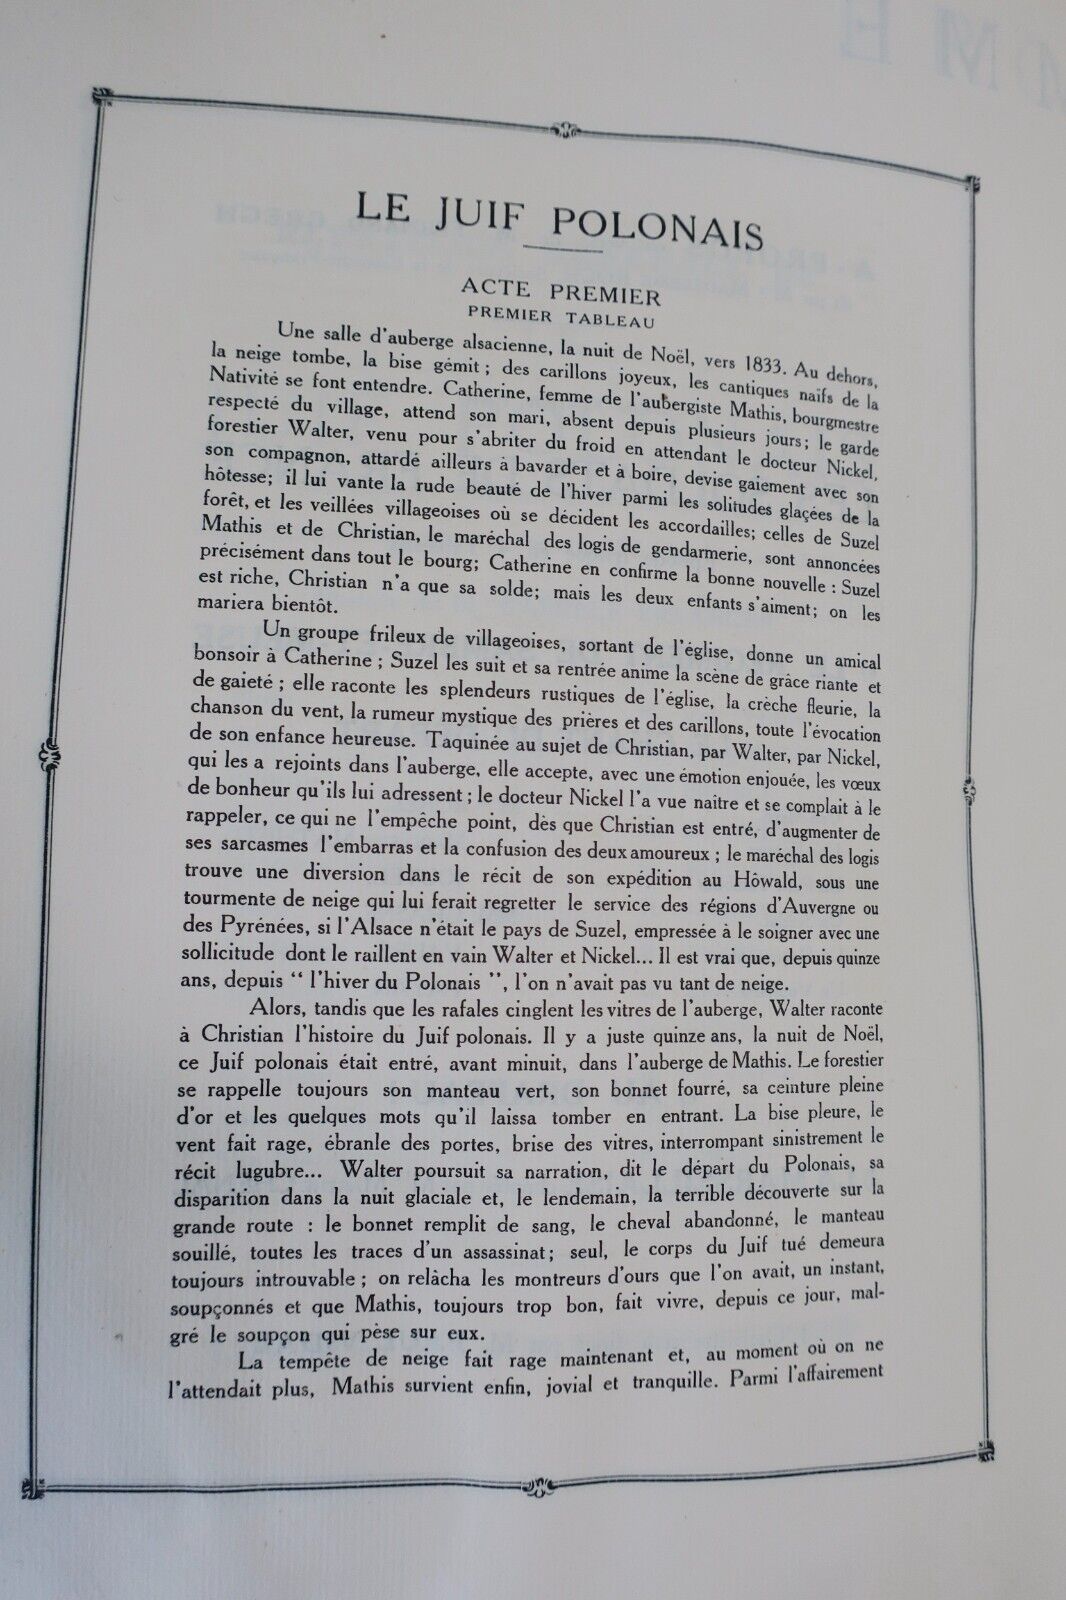 LE JUIF POLONAIS
ACTE PREMIER
PREMIER TABLEAU
Une salle d'auberge alsacienne, la nuit de Noël, vers 1833. Au dehors,
la neige tombe, la bise gémit ; des carillons joyeux, les cantiques naïfs de la
Nativité se font entendre. Catherine, femme de l'aubergiste Mathis, bourgmestre
respecté du village, attend son mari, absent depuis plusieurs jours ; le garde
forestier Walter, venu pour s'abriter du froid en attendant le docteur Nickel,
son compagnon, attardé ailleurs à bavarder et à boire, devise gaiement avec son
hôtesse; il lui vante la rude beauté de l'hiver parmi les solitudes glaçées de la
forêt, et les veillées villageoises où se décident les accordailles; celles de Suzel
Mathis et de Christian, le maréchal des logis de gendarmerie, sont annoncées
précisément dans tout le bourg; Catherine en confirme la bonne nouvelle : Suzel
est riche, Christian n'a que sa solde; mais les deux enfants s'aiment; on les
mariera bientôt.
Un groupe frileux de villageoises, sortant de l'église, donne un amical
bonsoir à Catherine ; Suzel les suit et sa rentrée anime la scène de grâce riante et
de gaieté ; elle raconte les splendeurs rustiques de l'église, la crèche fleurie, la
chanson du vent, la rumeur mystique des prières et des carillons, toute l'évocation
de son enfance heureuse. Taquinée au sujet de Christian, par Walter, par Nickel,
qui les a rejoints dans l'auberge, elle accepte, avec une émotion enjouée, les vœux
de bonheur qu'ils lui adressent ; le docteur Nickel l'a vue naître et se complait à le
rappeler, ce qui ne l'empêche point, dès que Christian est entré, d'augmenter de
ses sarcasmes l'embarras et la confusion des deux amoureux ; le maréchal des logis
trouve une diversion dans le récit de son expédition au Hôwald, sous une
tourmente de neige qui lui ferait regretter le service des régions d'Auvergne ou
des Pyrénées, si l'Alsace n'était le pays de Suzel, empressée à le soigner avec une
sollicitude dont le raillent en vain Walter et Nickel... Il est vrai que, depuis quinze
ans, depuis “ l'hiver du Polonais ”, l'on n'avait pas vu tant de neige.
Alors, tandis que les rafales cinglent les vitres de l'auberge, Walter raconte
à Christian l'histoire du Juif polonais. Il y a juste quinze ans, la nuit de Noël,
ce Juif polonais était entré, avant minuit, dans l'auberge de Mathis. Le forestier
se rappelle toujours son manteau vert, son bonnet fourré, sa ceinture pleine
d'or et les quelques mots qu'il laissa tomber en entrant. La bise pleure, le
vent fait rage, ébranle des portes, brise des vitres, interrompant sinistrement le
récit lugubre... Walter poursuit sa narration, dit le départ du Polonais, sa
disparition dans la nuit glaciale et, le lendemain, la terrible découverte sur la
grande route : le bonnet remplit de sang, le cheval abandonné, le manteau
souillé, toutes les traces d'un assassinat ; seul, le corps du Juif tué demeura
toujours introuvable ; on relâcha les montreurs d'ours que l'on avait, un instant,
soupçonnés et que Mathis, toujours trop bon, fait vivre, depuis ce jour, mal-
gré le soupçon qui pèse sur eux.
La tempête de neige fait rage maintenant et, au moment où on ne
l'attendait plus, Mathis survient enfin, jovial et tranquille. Parmi l'affairement